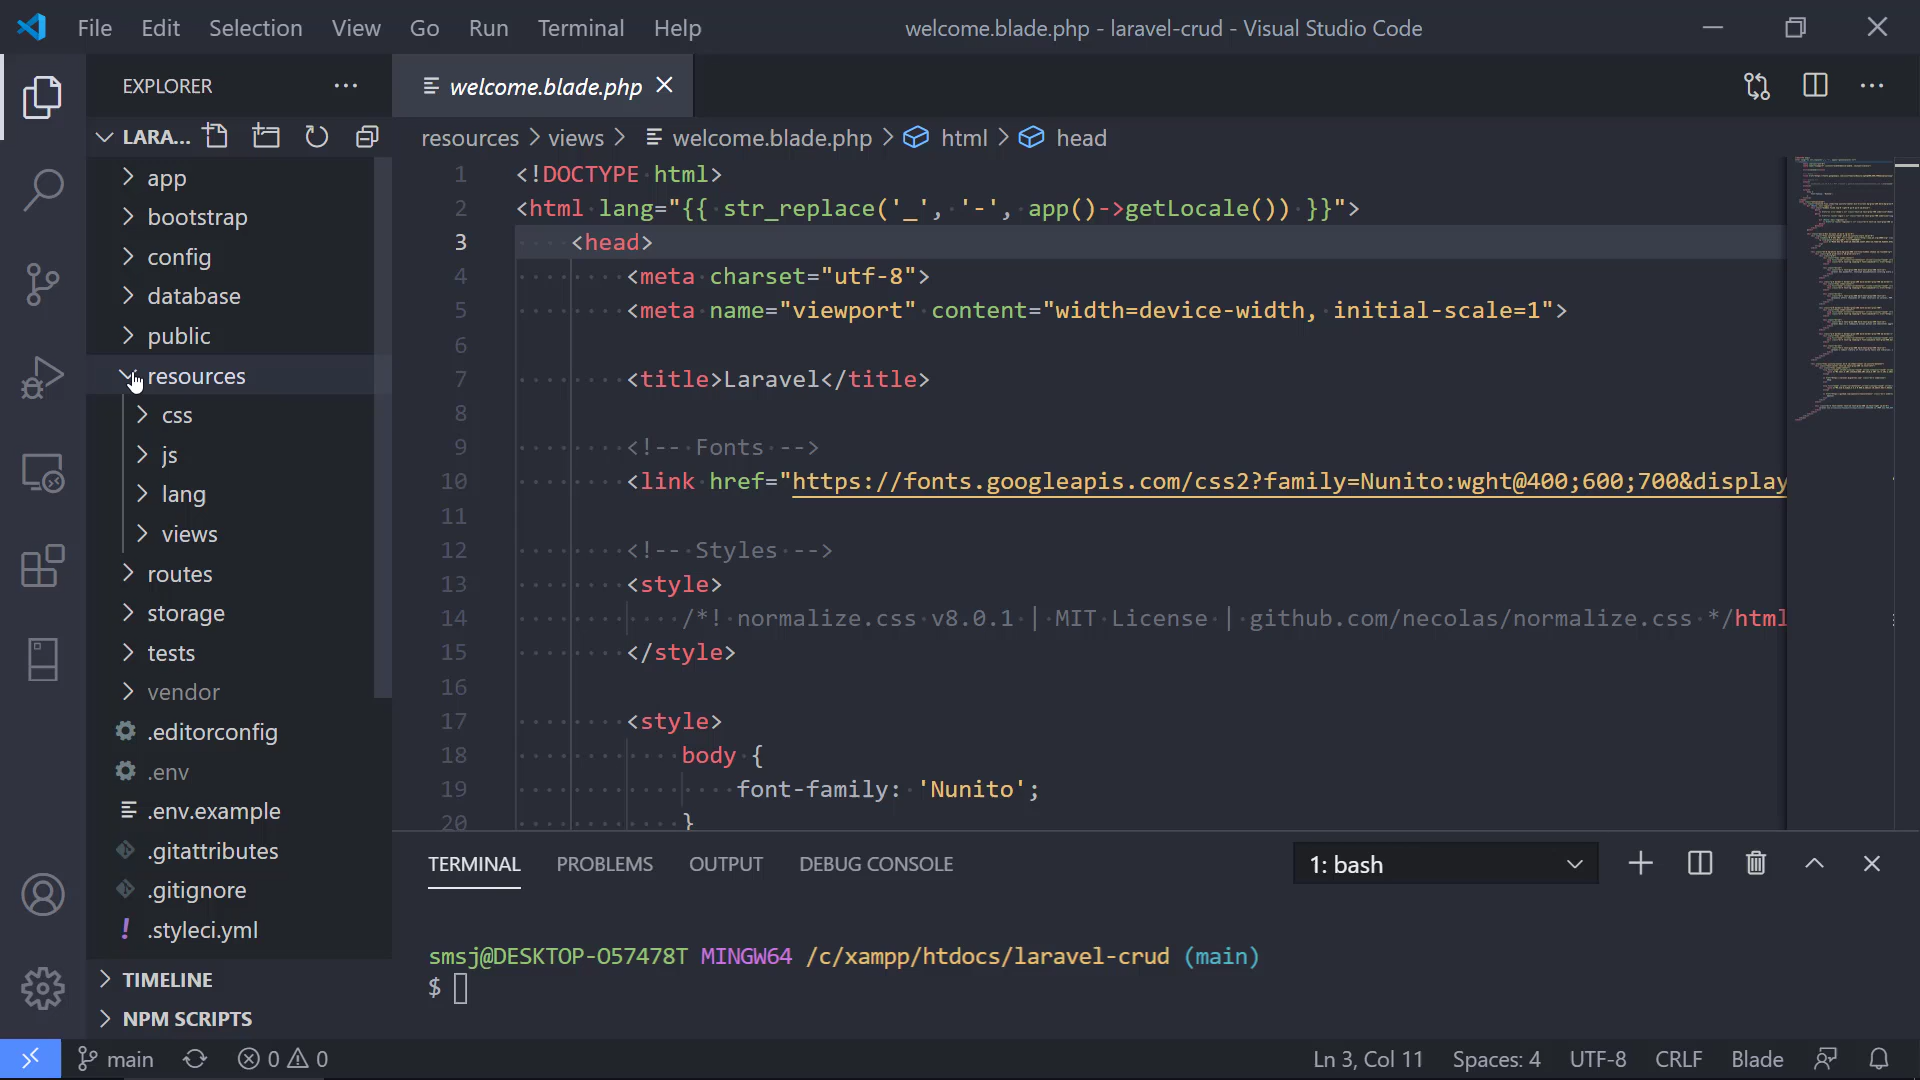 File Edit Selection View Go Run Terminal Help
welcome.blade.php - laravel-crud - Visual Studio Code
EXPLORER
LARA...
app
bootstrap
config
database
public
resources
css
js
lang
views
routes
storage
tests
vendor
.editorconfig
.env
.env.example
.gitattributes
.gitignore
.styleci.yml
TIMELINE
NPM SCRIPTS
welcome.blade.php
resources > views > welcome.blade.php > html > head
1 <!DOCTYPE html>
2 <html lang="{{ str_replace('_', '-', app()->getLocale()) }}">
3 <head>
4 <meta charset="utf-8">
5 <meta name="viewport" content="width=device-width, initial-scale=1">
6
7 <title>Laravel</title>
8
9 <!-- Fonts -->
10 <link href="https://fonts.googleapis.com/css2?family=Nunito:wght@400;600;700&display
11
12 <!-- Styles -->
13 <style>
14 /*! normalize.css v8.0.1 | MIT License | github.com/necolas/normalize.css */html
15 </style>
16
17 <style>
18 body {
19 font-family: 'Nunito';
20 }
TERMINAL PROBLEMS OUTPUT DEBUG CONSOLE 1: bash
smsj@DESKTOP-O57478T MINGW64 /c/xampp/htdocs/laravel-crud (main)
$
main 0 0 Ln 3, Col 11 Spaces: 4 UTF-8 CRLF Blade